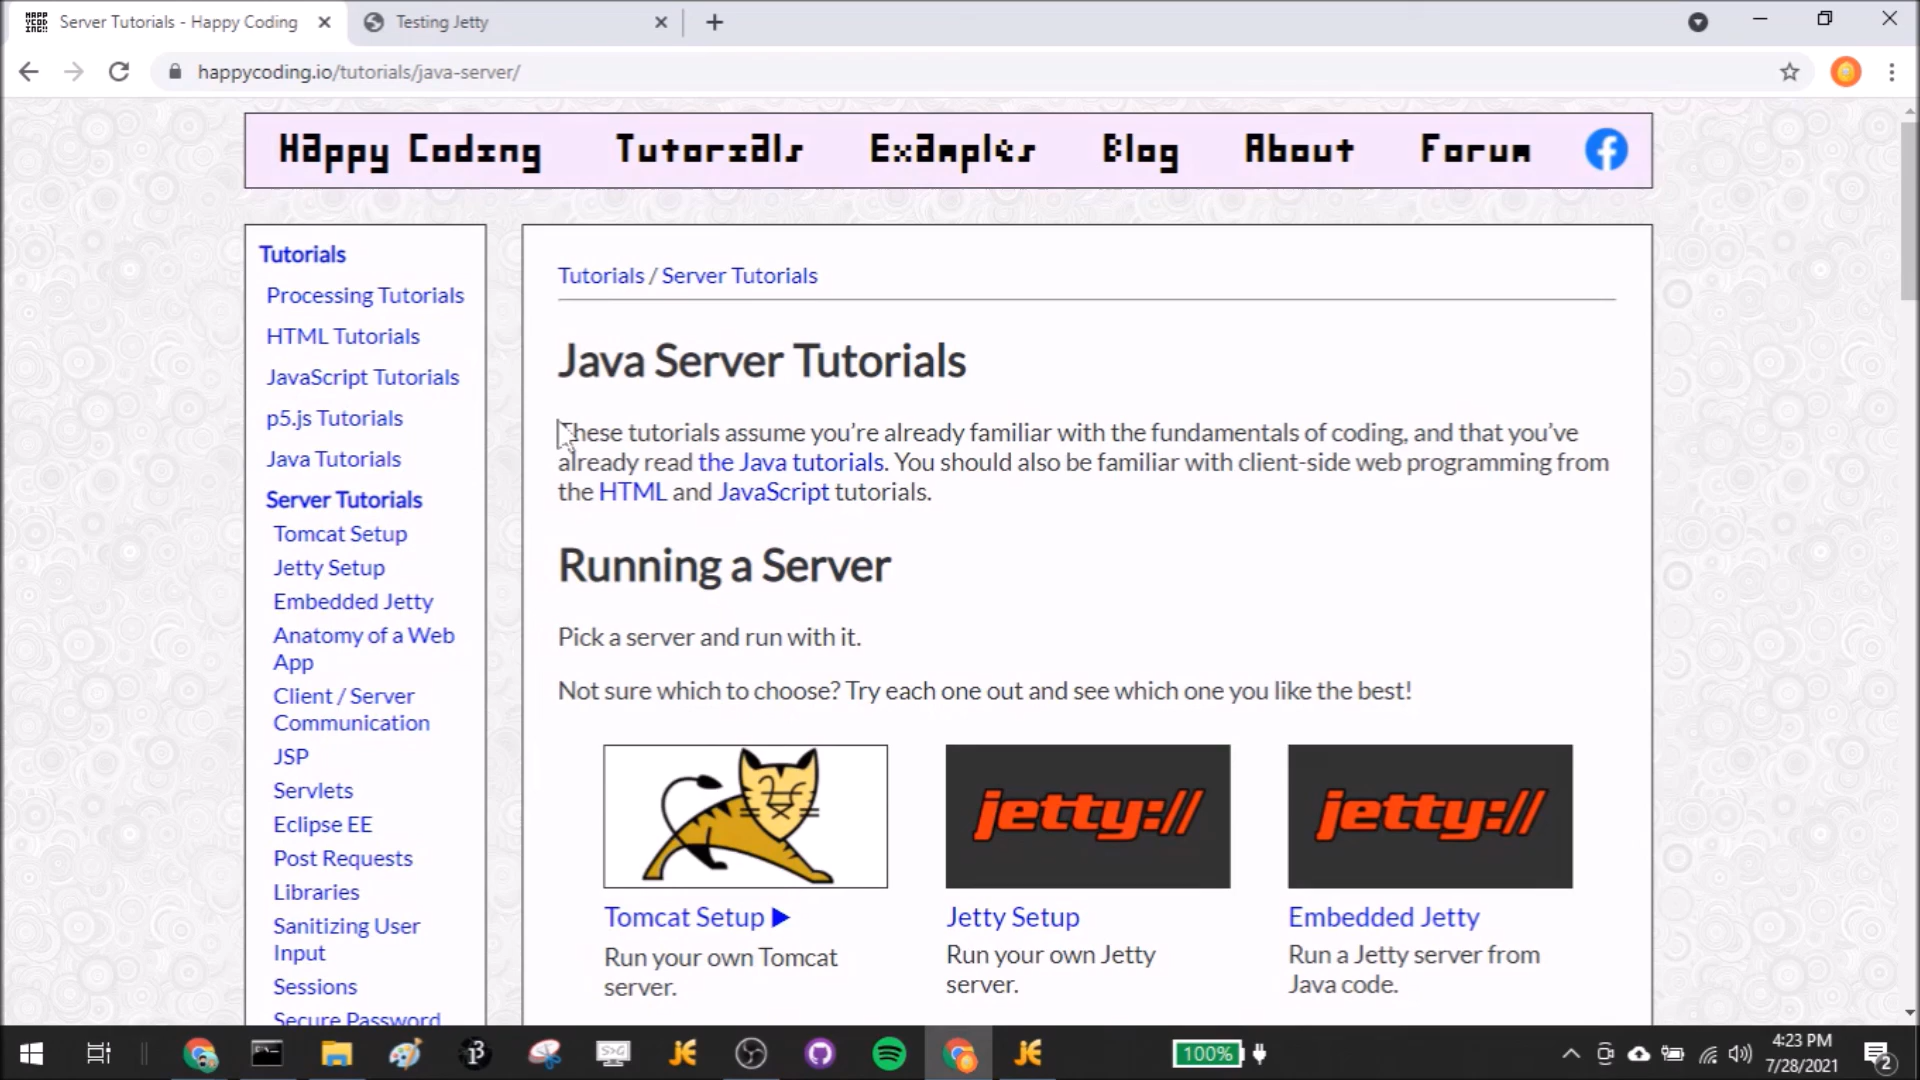 Server Tutorials - Happy Coding
Testing Jetty
happycoding.io/tutorials/java-server/
Happy Coding Tutorials Examples Blog About Forum
Tutorials
Processing Tutorials
HTML Tutorials
JavaScript Tutorials
p5.js Tutorials
Java Tutorials
Server Tutorials
Tomcat Setup
Jetty Setup
Embedded Jetty
Anatomy of a Web
App
Client / Server
Communication
JSP
Servlets
Eclipse EE
Post Requests
Libraries
Sanitizing User
Input
Sessions
Secure Password
Tutorials / Server Tutorials
Java Server Tutorials
These tutorials assume you're already familiar with the fundamentals of coding, and that you've
already read the Java tutorials. You should also be familiar with client-side web programming from
the HTML and JavaScript tutorials.
Running a Server
Pick a server and run with it.
Not sure which to choose? Try each one out and see which one you like the best!
jetty://
jetty://
Tomcat Setup ▶
Run your own Tomcat
server.
Jetty Setup
Run your own Jetty
server.
Embedded Jetty
Run a Jetty server from
Java code.
100%
4:23 PM
7/28/2021
2